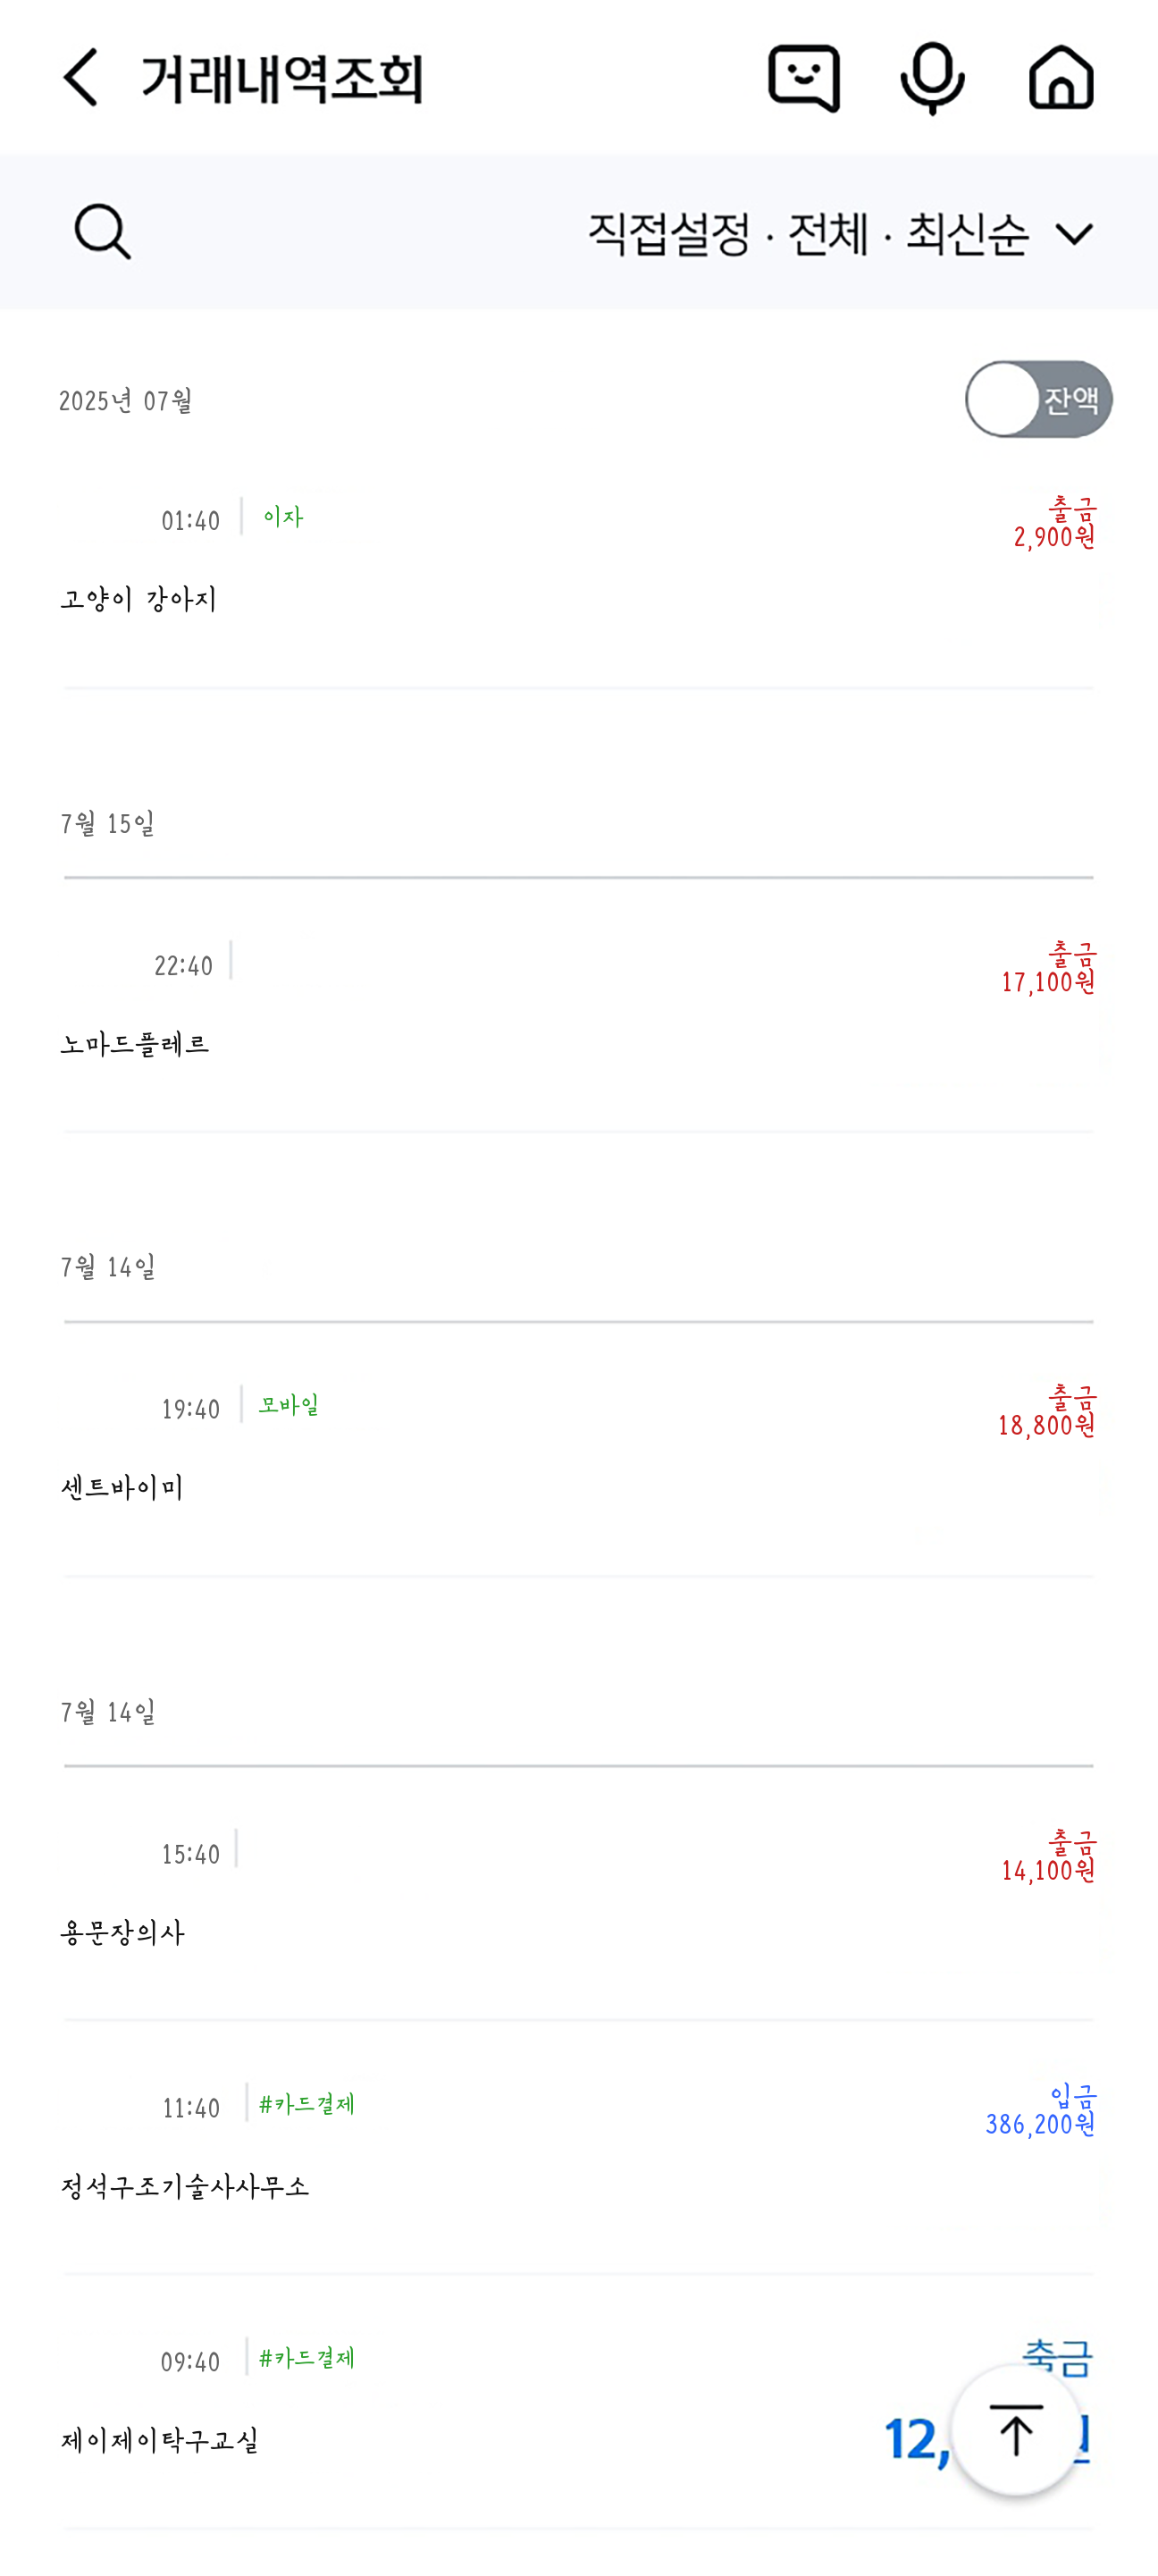 거래내역조회
직접설정 · 전체 · 최신순
2025년 07월
잔액
01:40 이자
출금
2,900원
고양이 강아지
7월 15일
22:40
출금
17,100원
노마드플레르
7월 14일
19:40 모바일
출금
18,800원
센트바이미
7월 14일
15:40
출금
14,100원
용문장의사
11:40 #카드결제
입금
386,200원
정석구조기술사사무소
09:40 #카드결제
출금
12,
제이제이탁구교실